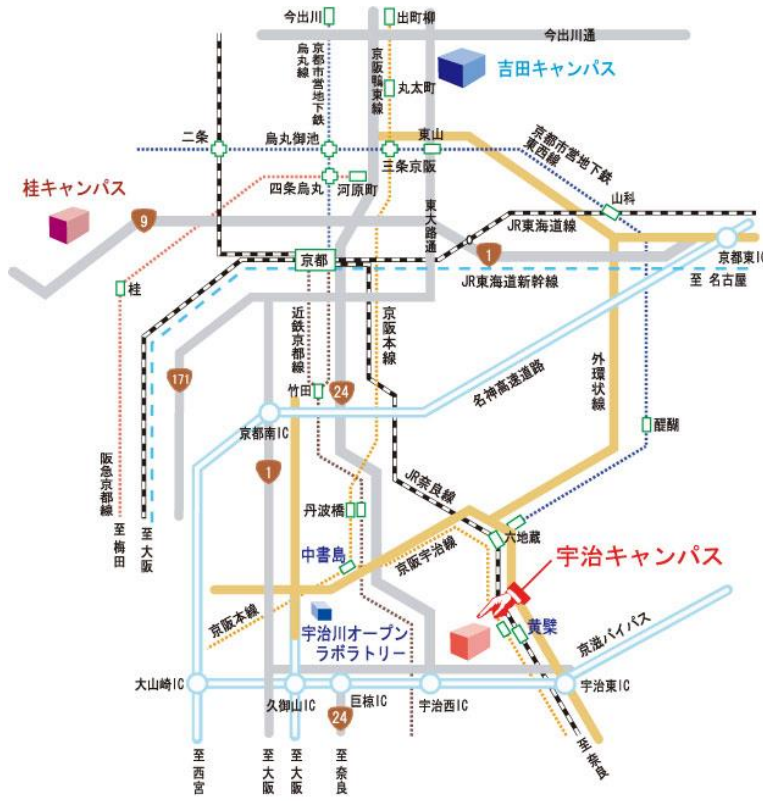 今出川
出町柳
今出川通
京都市営地下鉄
烏丸線
京阪鴨東線
吉田キャンパス
丸太町
二条
烏丸御池
東山
三条京阪
京都市営地下鉄
東西線
四条烏丸
河原町
桂キャンパス
9
東大路通
山科
JR東海道線
京都
1
京都東IC
JR東海道新幹線
至 名古屋
桂
近鉄京都線
京阪本線
外環状線
171
竹田
24
名神高速道路
京都南IC
醍醐
阪急京都線
1
JR奈良線
至梅田
至大阪
丹波橋
六地蔵
中書島
京阪宇治線
宇治キャンパス
京阪本線
宇治川オープン
ラボラトリー
黄檗
京滋バイパス
大山崎IC
久御山IC
巨椋IC
宇治西IC
宇治東IC
24
至西宮
至大阪
至大阪
至奈良
至奈良